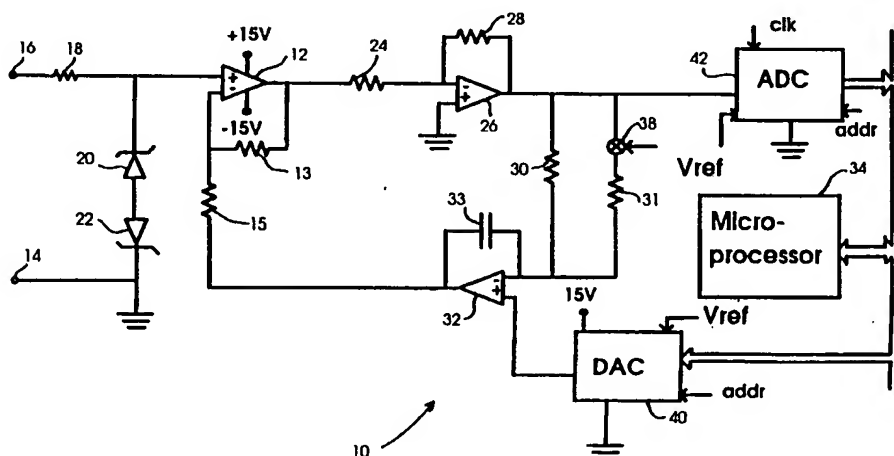 16
18
+15V
12
+
-
-15V
13
20
22
14
15
24
28
-
+
26
30
38
31
33
-
+
32
clk
42
ADC
Vref
addr
34
Micro-
processor
15V
Vref
DAC
addr
40
10